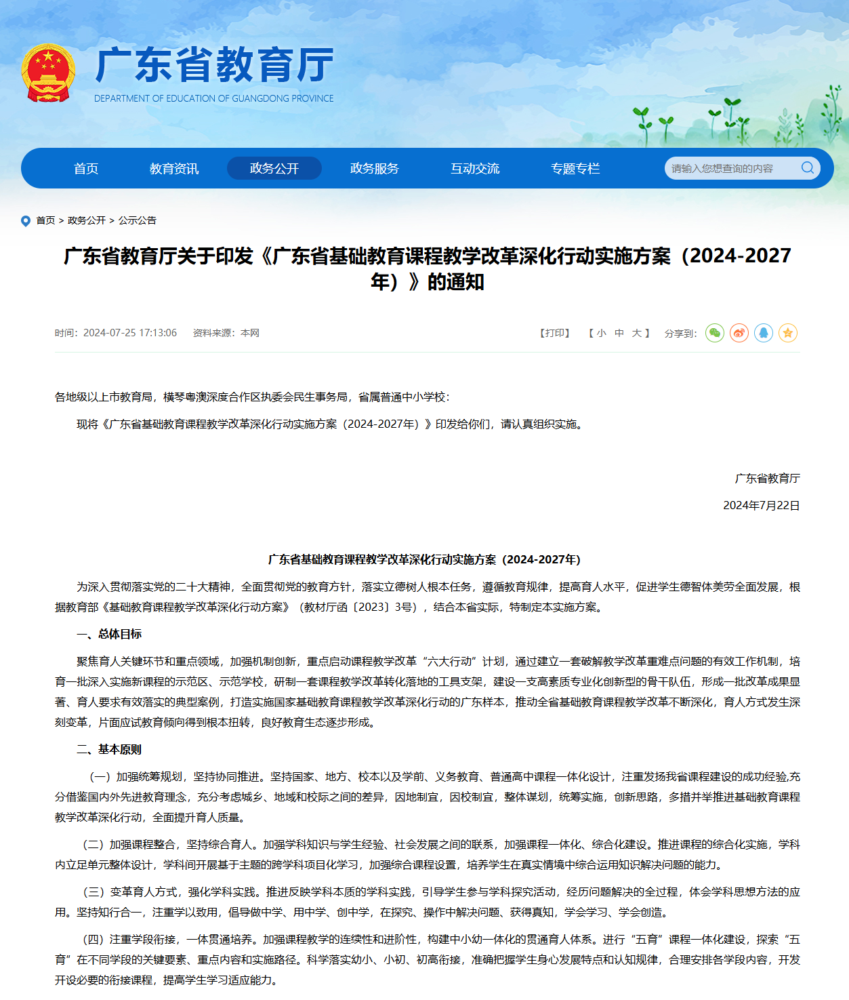 广东省教育厅
DEPARTMENT OF EDUCATION OF GUANGDONG PROVINCE
首页 教育资讯 政务公开 政务服务 互动交流 专题专栏 请输入您想查询的内容
首页 > 政务公开 > 公示公告
广东省教育厅关于印发《广东省基础教育课程教学改革深化行动实施方案（2024-2027
年）》的通知
时间：2024-07-25 17:13:06 资料来源：本网 【打印】 【 小 中 大 】 分享到：
各地级以上市教育局，横琴粤澳深度合作区执委会民生事务局，省属普通中小学校：
现将《广东省基础教育课程教学改革深化行动实施方案（2024-2027年）》印发给你们，请认真组织实施。
广东省教育厅
2024年7月22日
广东省基础教育课程教学改革深化行动实施方案（2024-2027年）
为深入贯彻落实党的二十大精神，全面贯彻党的教育方针，落实立德树人根本任务，遵循教育规律，提高育人水平，促进学生德智体美劳全面发展，根
据教育部《基础教育课程教学改革深化行动方案》（教材厅函〔2023〕3号），结合本省实际，特制定本实施方案。
一、总体目标
聚焦育人关键环节和重点领域，加强机制创新，重点启动课程教学改革“六大行动”计划，通过建立一套破解教学改革重难点问题的有效工作机制，培
育一批深入实施新课程的示范区、示范学校，研制一套课程教学改革转化落地的工具支架，建设一支高素质专业化创新型的骨干队伍，形成一批改革成果显
著、育人要求有效落实的典型案例，打造实施国家基础教育课程教学改革深化行动的广东样本，推动全省基础教育课程教学改革不断深化，育人方式发生深
刻变革，片面应试教育倾向得到根本扭转，良好教育生态逐步形成。
二、基本原则
（一）加强统筹规划，坚持协同推进。坚持国家、地方、校本以及学前、义务教育、普通高中课程一体化设计，注重发扬我省课程建设的成功经验,充
分借鉴国内外先进教育理念，充分考虑城乡、地域和校际之间的差异，因地制宜，因校制宜，整体谋划，统筹实施，创新思路，多措并举推进基础教育课程
教学改革深化行动，全面提升育人质量。
（二）加强课程整合，坚持综合育人。加强学科知识与学生经验、社会发展之间的联系，加强课程一体化、综合化建设。推进课程的综合化实施，学科
内立足单元整体设计，学科间开展基于主题的跨学科项目化学习，加强综合课程设置，培养学生在真实情境中综合运用知识解决问题的能力。
（三）变革育人方式，强化学科实践。推进反映学科本质的学科实践，引导学生参与学科探究活动，经历问题解决的全过程，体会学科思想方法的应
用。坚持知行合一，注重学以致用，倡导做中学、用中学、创中学，在探究、操作中解决问题、获得真知，学会学习、学会创造。
（四）注重学段衔接，一体贯通培养。加强课程教学的连续性和进阶性，构建中小幼一体化的贯通育人体系。进行“五育”课程一体化建设，探索“五
育”在不同学段的关键要素、重点内容和实施路径。科学落实幼小、小初、初高衔接，准确把握学生身心发展特点和认知规律，合理安排各学段内容，开发
开设必要的衔接课程，提高学生学习适应能力。